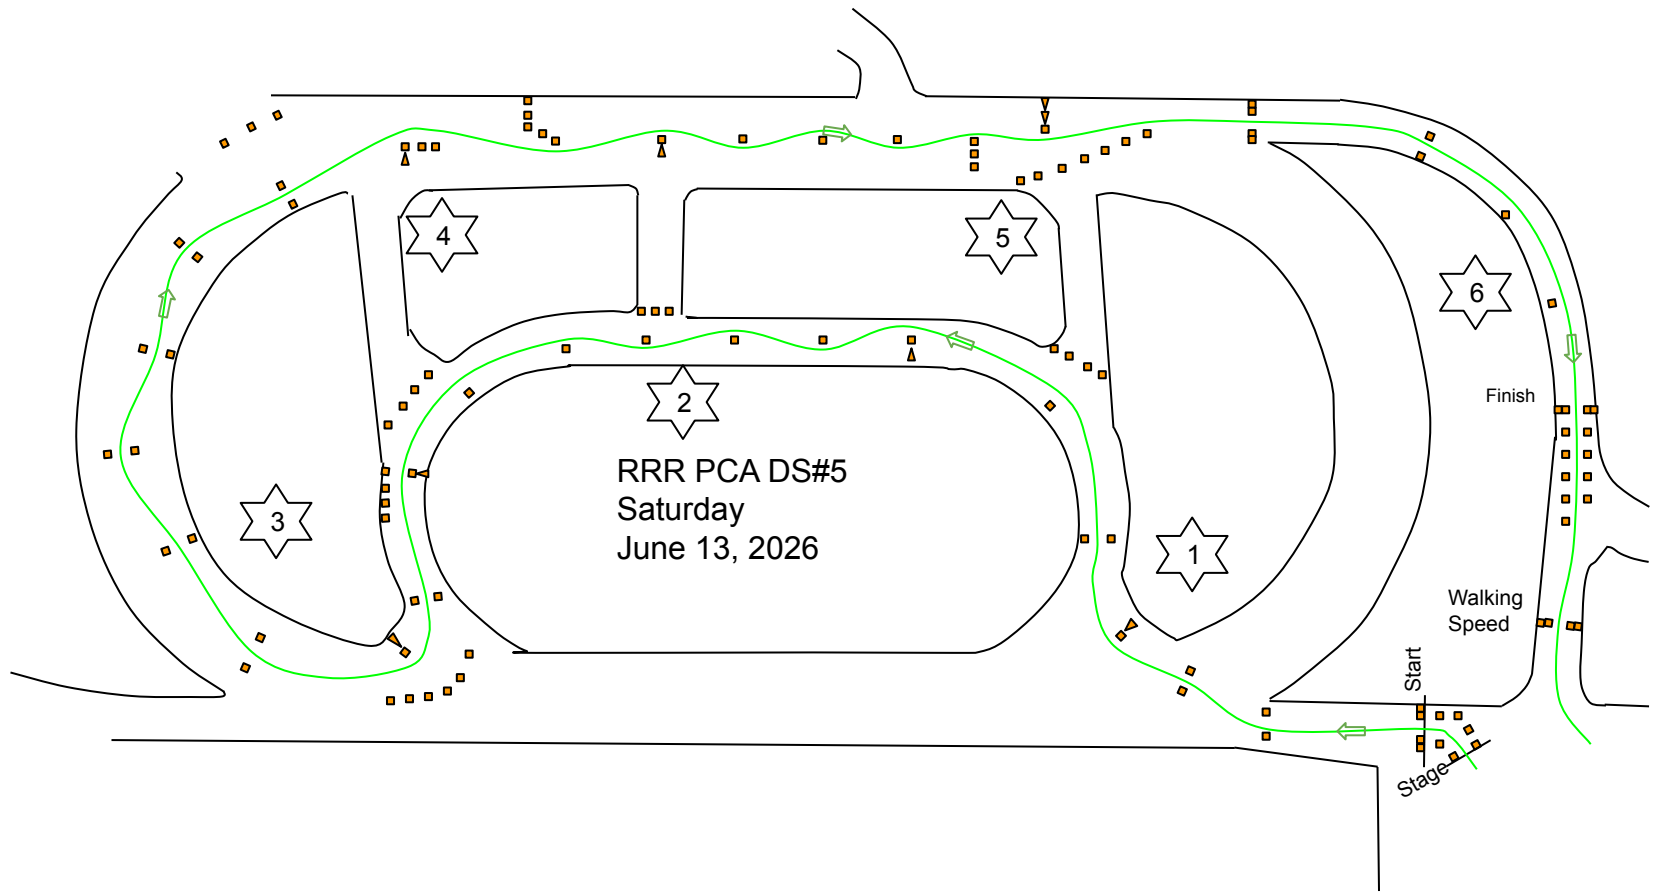 4
5
6
Finish
2
RRR PCA DS#5
Saturday
June 13, 2026
3
1
Walking
Speed
Start
Stage